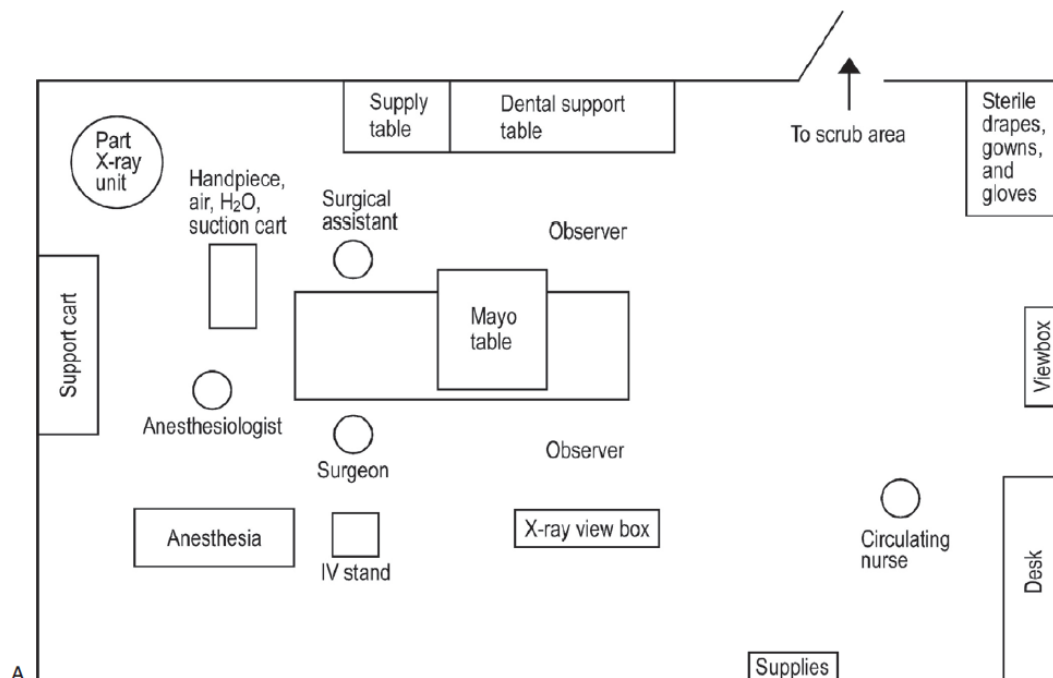 Part
X-ray
unit
Handpiece,
air, H₂O,
suction cart
Supply
table
Dental support
table
To scrub area
Sterile
drapes,
gowns,
and
gloves
Surgical
assistant
Observer
Support cart
Mayo
table
Viewbox
Anesthesiologist
Surgeon
Observer
Anesthesia
IV stand
X-ray view box
Circulating
nurse
Desk
Supplies
A